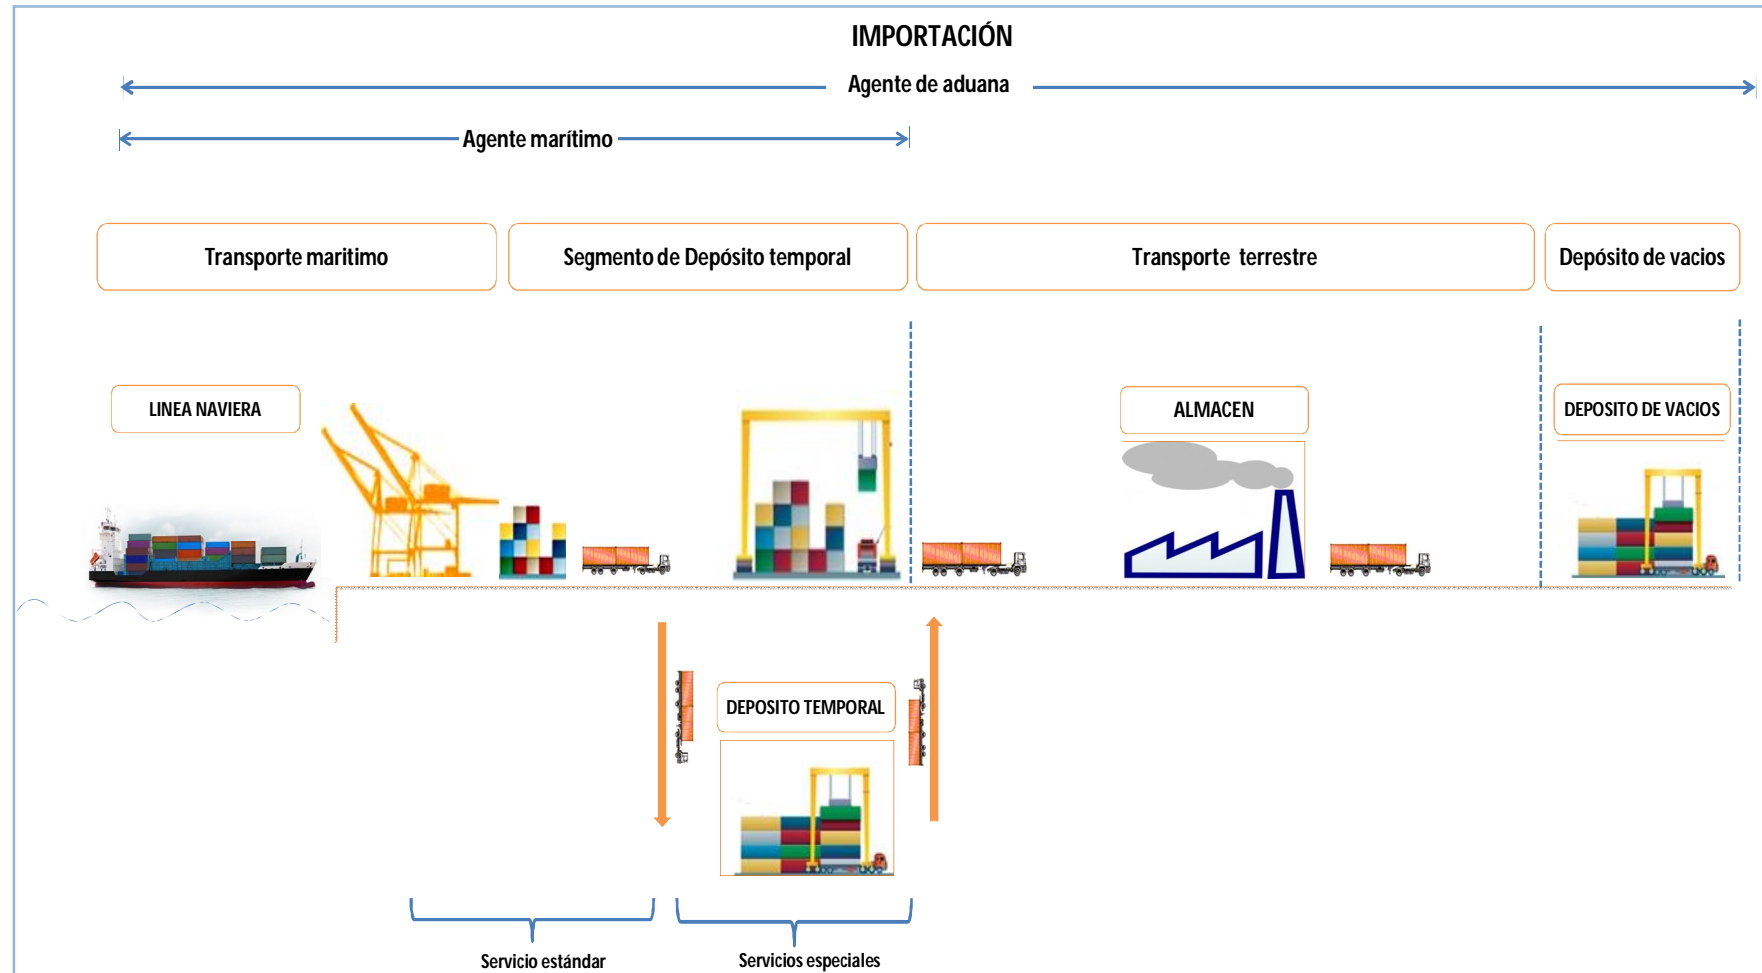 IMPORTACIÓN
Agente de aduana
Agente marítimo
Transporte maritimo
Segmento de Depósito temporal
Transporte terrestre
Depósito de vacios
LINEA NAVIERA
ALMACEN
DEPOSITO DE VACIOS
DEPOSITO TEMPORAL
Servicio estándar
Servicios especiales